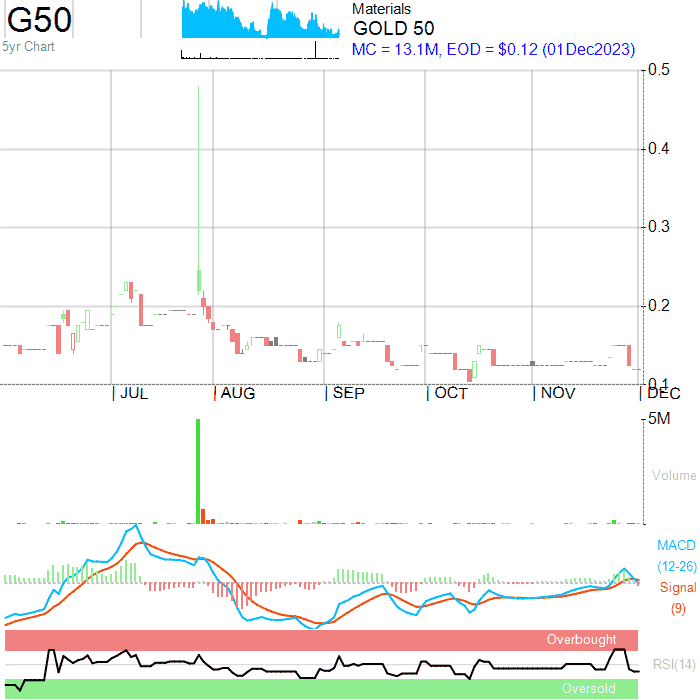 G50
5yr Chart
Materials
GOLD 50
MC = 13.1M, EOD = $0.12 (01Dec2023)
0.5
0.4
0.3
0.2
0.1
JUL AUG SEP OCT NOV DEC
5M
Volume
MACD
(12-26)
Signal
(9)
Overbought
RSI(14)
Oversold